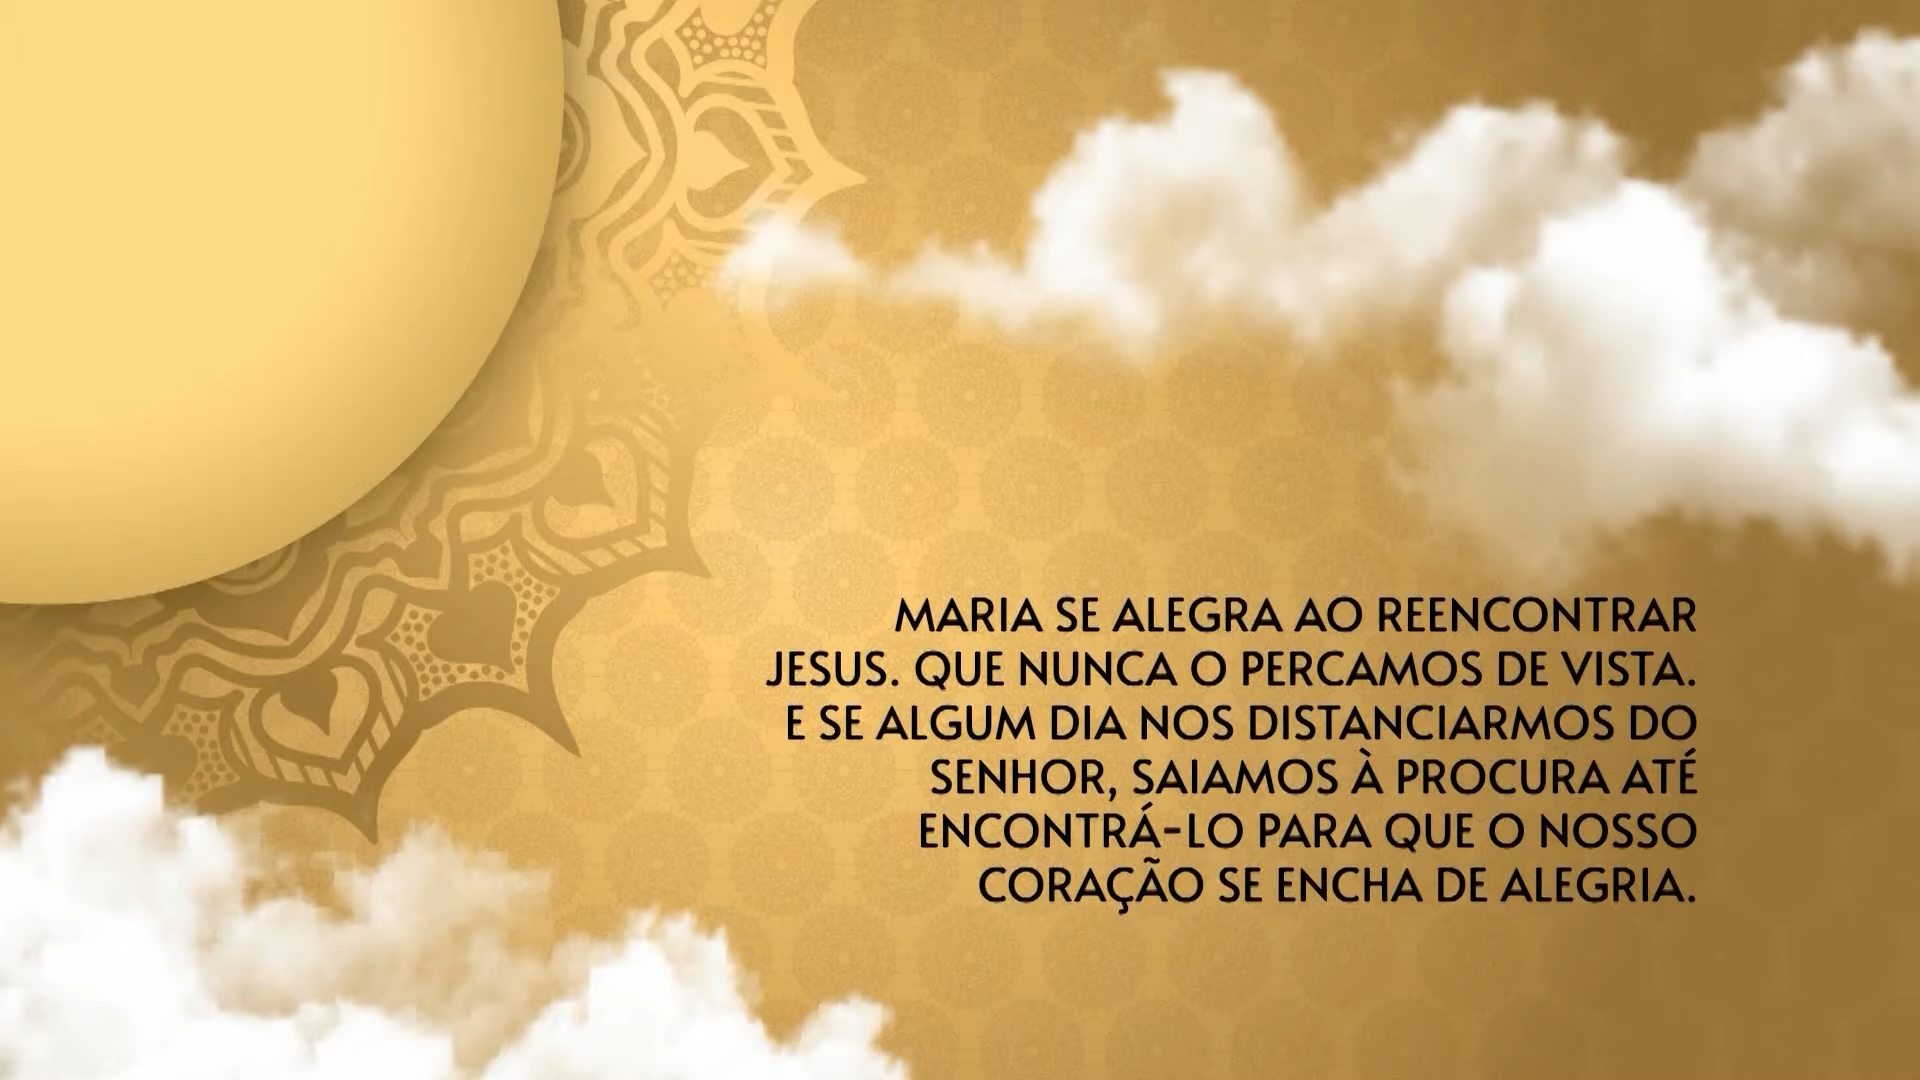 MARIA SE ALEGRA AO REENCONTRAR
JESUS. QUE NUNCA O PERCAMOS DE VISTA.
E SE ALGUM DIA NOS DISTANCIARMOS DO
SENHOR, SAIAMOS À PROCURA ATÉ
ENCONTRÁ-LO PARA QUE O NOSSO
CORAÇÃO SE ENCHA DE ALEGRIA.